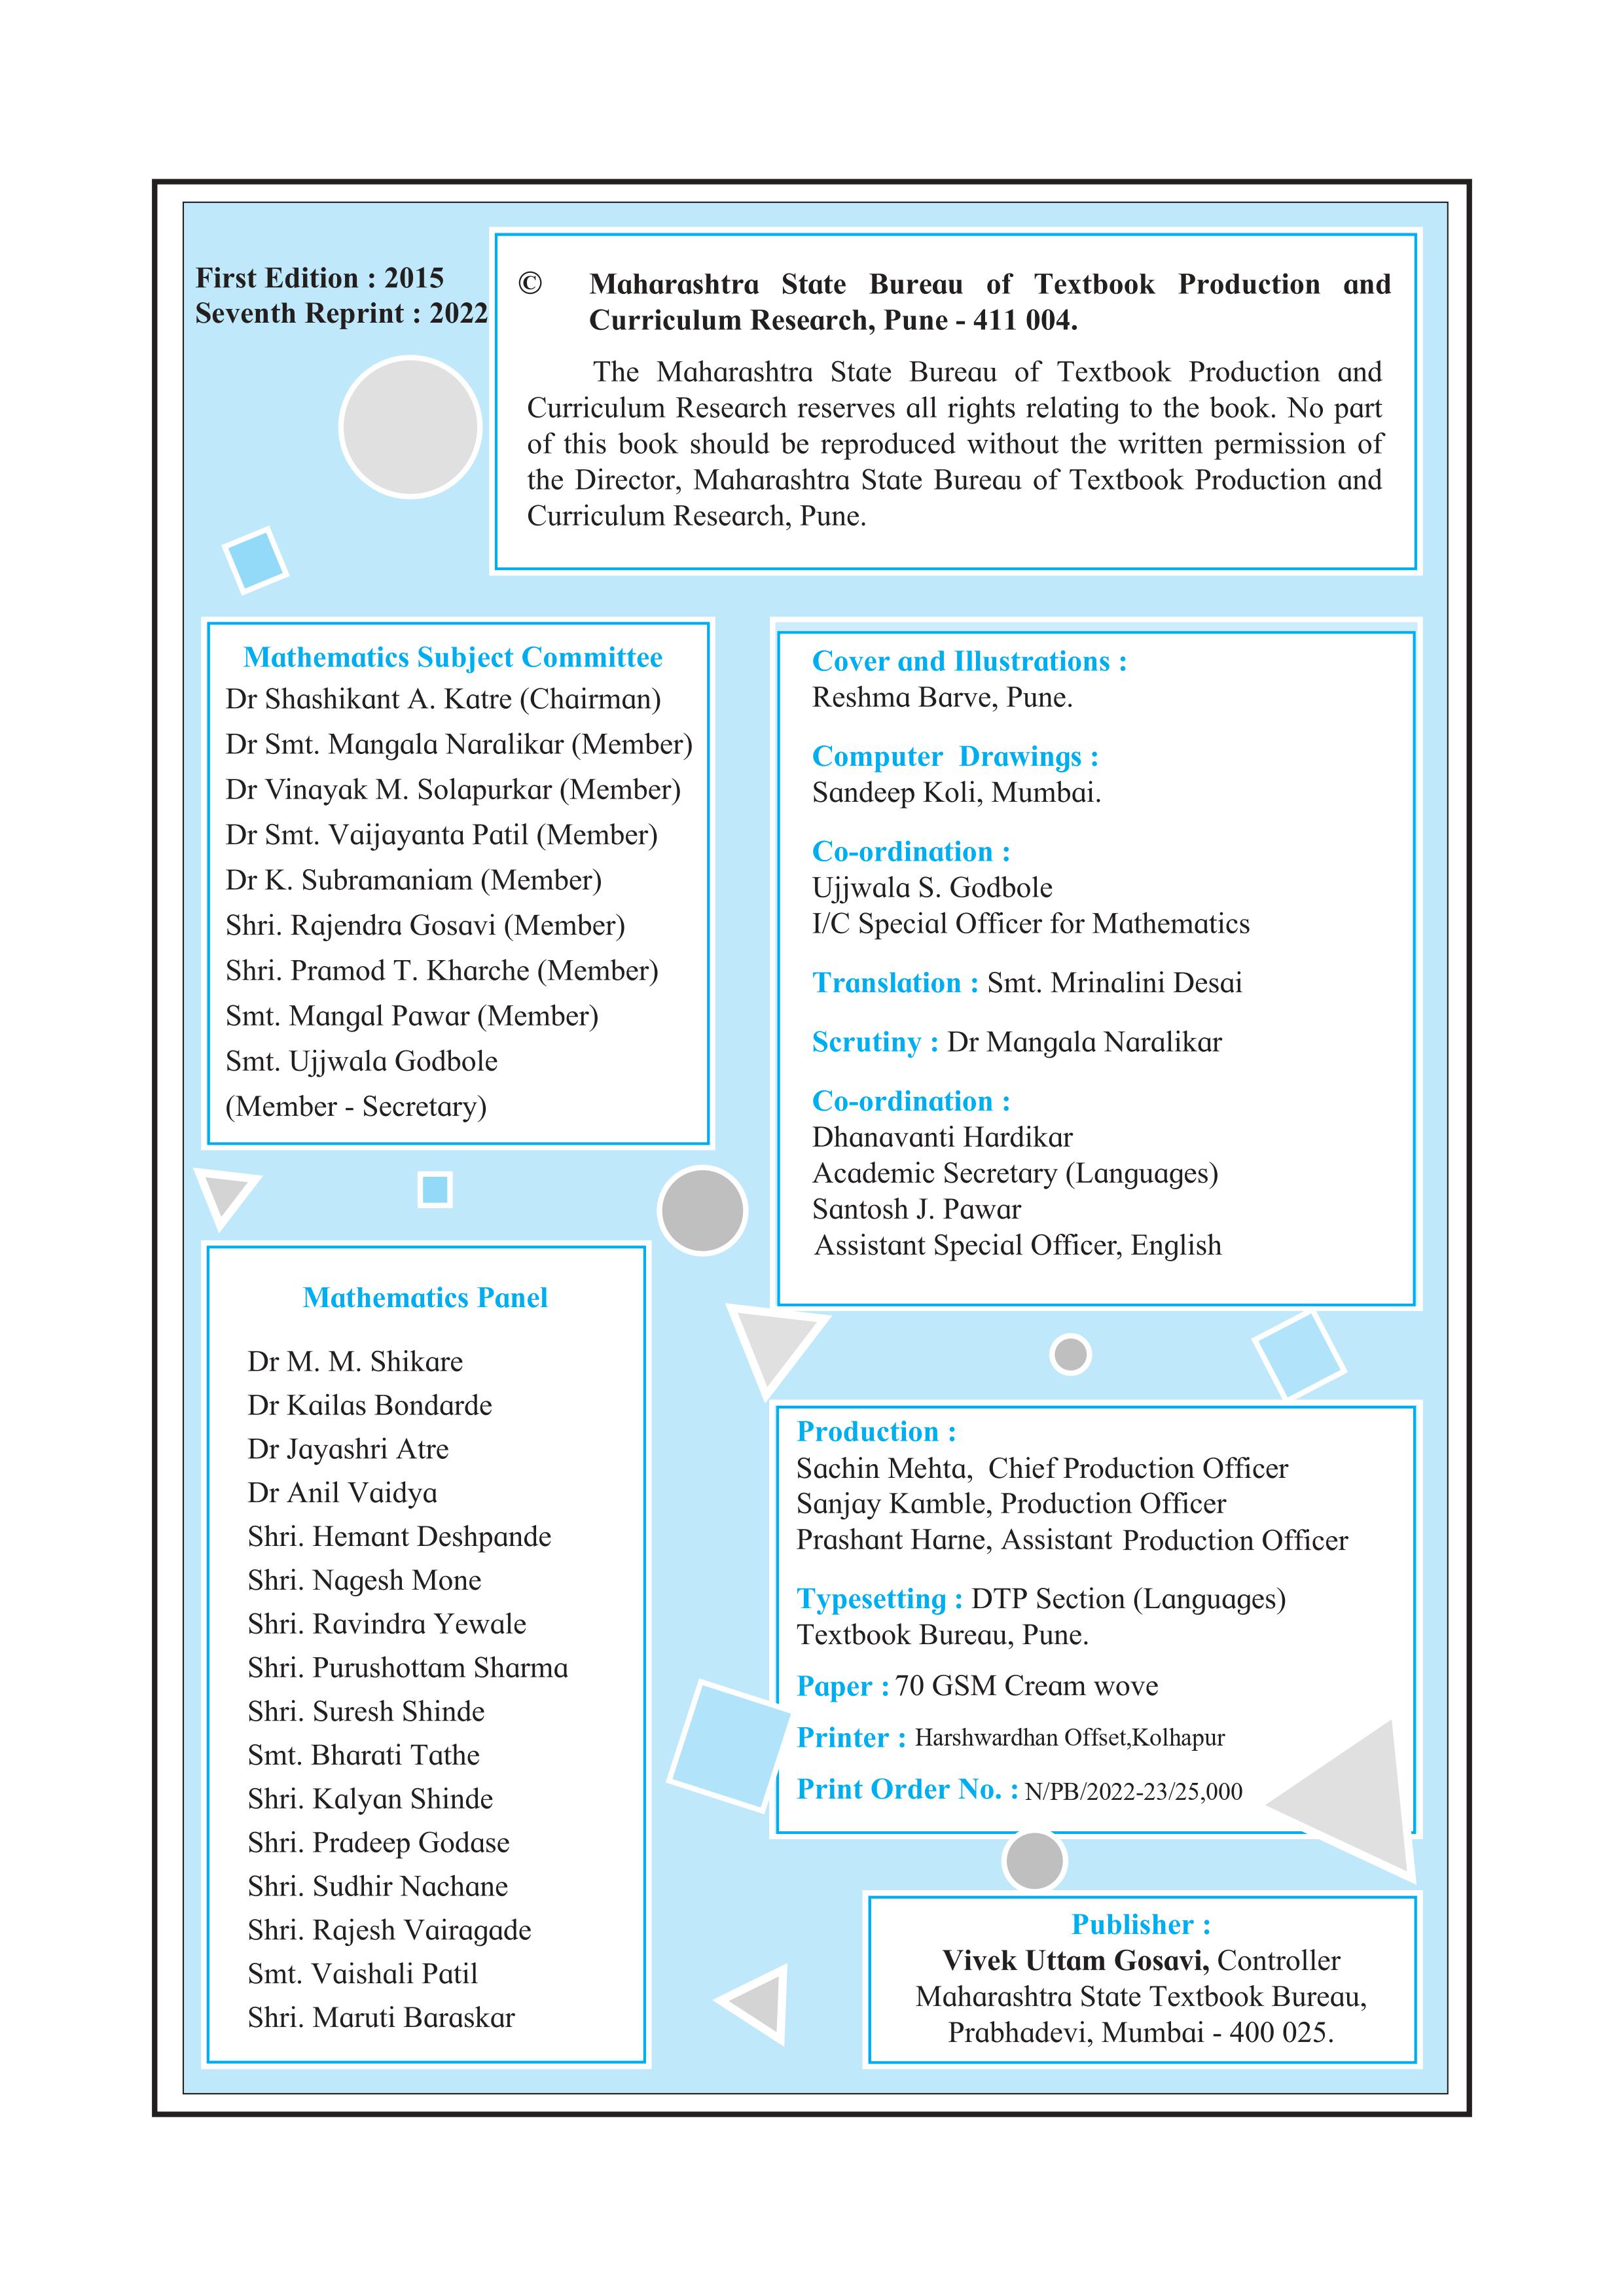 First Edition : 2015
Seventh Reprint : 2022
© Maharashtra State Bureau of Textbook Production and
Curriculum Research, Pune - 411 004.
The Maharashtra State Bureau of Textbook Production and
Curriculum Research reserves all rights relating to the book. No part
of this book should be reproduced without the written permission of
the Director, Maharashtra State Bureau of Textbook Production and
Curriculum Research, Pune.
Mathematics Subject Committee
Dr Shashikant A. Katre (Chairman)
Dr Smt. Mangala Naralikar (Member)
Dr Vinayak M. Solapurkar (Member)
Dr Smt. Vaijayanta Patil (Member)
Dr K. Subramaniam (Member)
Shri. Rajendra Gosavi (Member)
Shri. Pramod T. Kharche (Member)
Smt. Mangal Pawar (Member)
Smt. Ujjwala Godbole
(Member - Secretary)
Mathematics Panel
Dr M. M. Shikare
Dr Kailas Bondarde
Dr Jayashri Atre
Dr Anil Vaidya
Shri. Hemant Deshpande
Shri. Nagesh Mone
Shri. Ravindra Yewale
Shri. Purushottam Sharma
Shri. Suresh Shinde
Smt. Bharati Tathe
Shri. Kalyan Shinde
Shri. Pradeep Godase
Shri. Sudhir Nachane
Shri. Rajesh Vairagade
Smt. Vaishali Patil
Shri. Maruti Baraskar
Cover and Illustrations :
Reshma Barve, Pune.
Computer Drawings :
Sandeep Koli, Mumbai.
Co-ordination :
Ujjwala S. Godbole
I/C Special Officer for Mathematics
Translation : Smt. Mrinalini Desai
Scrutiny : Dr Mangala Naralikar
Co-ordination :
Dhanavanti Hardikar
Academic Secretary (Languages)
Santosh J. Pawar
Assistant Special Officer, English
Production :
Sachin Mehta, Chief Production Officer
Sanjay Kamble, Production Officer
Prashant Harne, Assistant Production Officer
Typesetting : DTP Section (Languages)
Textbook Bureau, Pune.
Paper : 70 GSM Cream wove
Printer : Harshwardhan Offset,Kolhapur
Print Order No. : N/PB/2022-23/25,000
Publisher :
Vivek Uttam Gosavi, Controller
Maharashtra State Textbook Bureau,
Prabhadevi, Mumbai - 400 025.